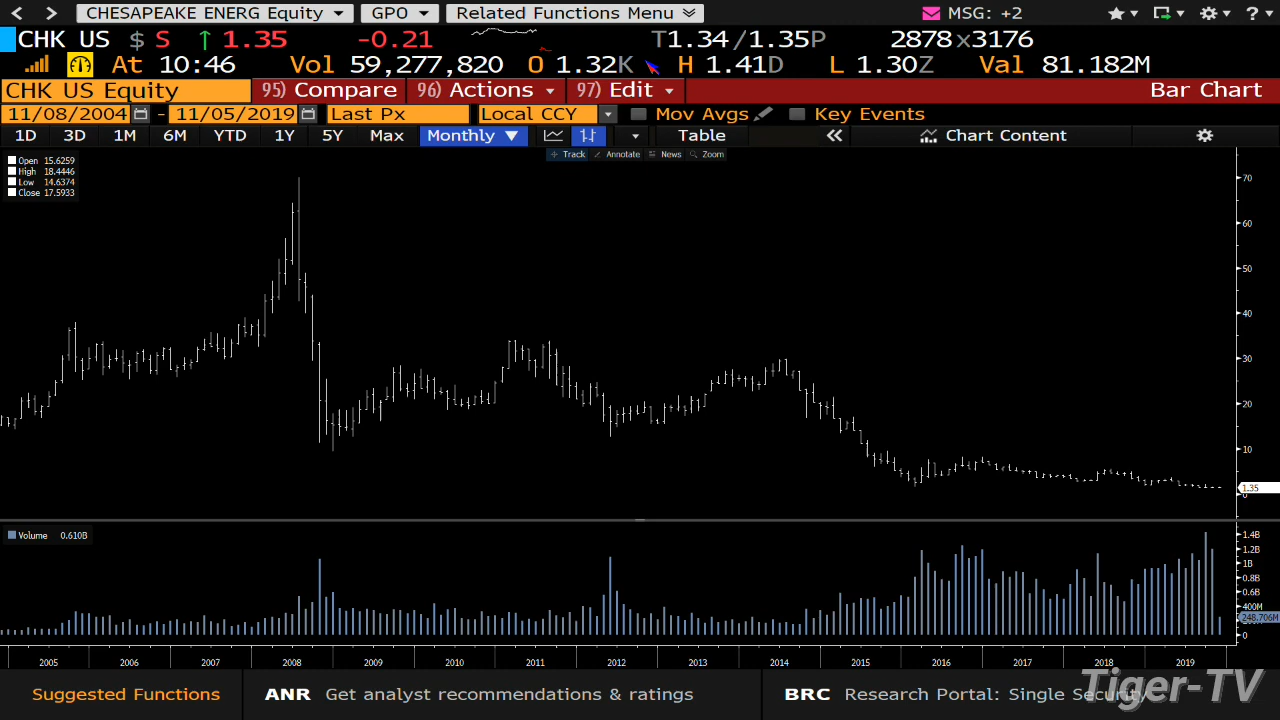 CHESAPEAKE ENERG Equity GPO Related Functions Menu MSG: +2 ?
CHK US $ S ↑ 1.35 -0.21 T1.34/1.35P 2878x3176
At 10:46 Vol 59,277,820 O 1.32K H 1.41D L 1.30Z Val 81.182M
CHK US Equity 95) Compare 96) Actions 97) Edit Bar Chart
11/08/2004 - 11/05/2019 Last Px Local CCY Mov Avgs Key Events
1D 3D 1M 6M YTD 1Y 5Y Max Monthly ▼ Table « Chart Content
Track Annotate News Zoom
Open 15.6259
High 18.4446
Low 14.6374
Close 17.5933
70
60
50
40
30
20
10
1.35
0
Volume 0.610B
1.4B
1.2B
1B
0.8B
0.6B
400M
248.706M
0
2005 2006 2007 2008 2009 2010 2011 2012 2013 2014 2015 2016 2017 2018 2019
Suggested Functions ANR Get analyst recommendations & ratings BRC Research Portal: Single Security
Tiger-TV